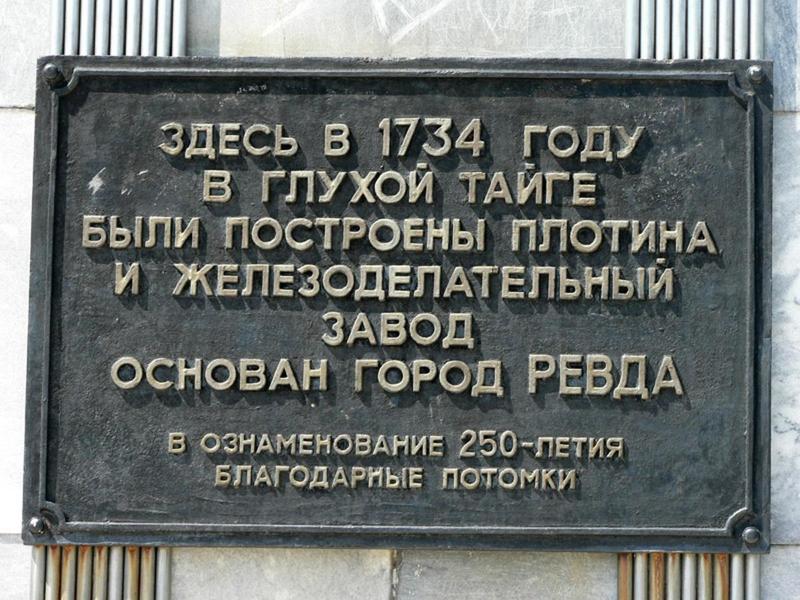 ЗДЕСЬ В 1734 ГОДУ
В ГЛУХОЙ ТАЙГЕ
БЫЛИ ПОСТРОЕНЫ ПЛОТИНА
И ЖЕЛЕЗОДЕЛАТЕЛЬНЫЙ
ЗАВОД
ОСНОВАН ГОРОД РЕВДА
В ОЗНАМЕНОВАНИЕ 250-ЛЕТИЯ
БЛАГОДАРНЫЕ ПОТОМКИ